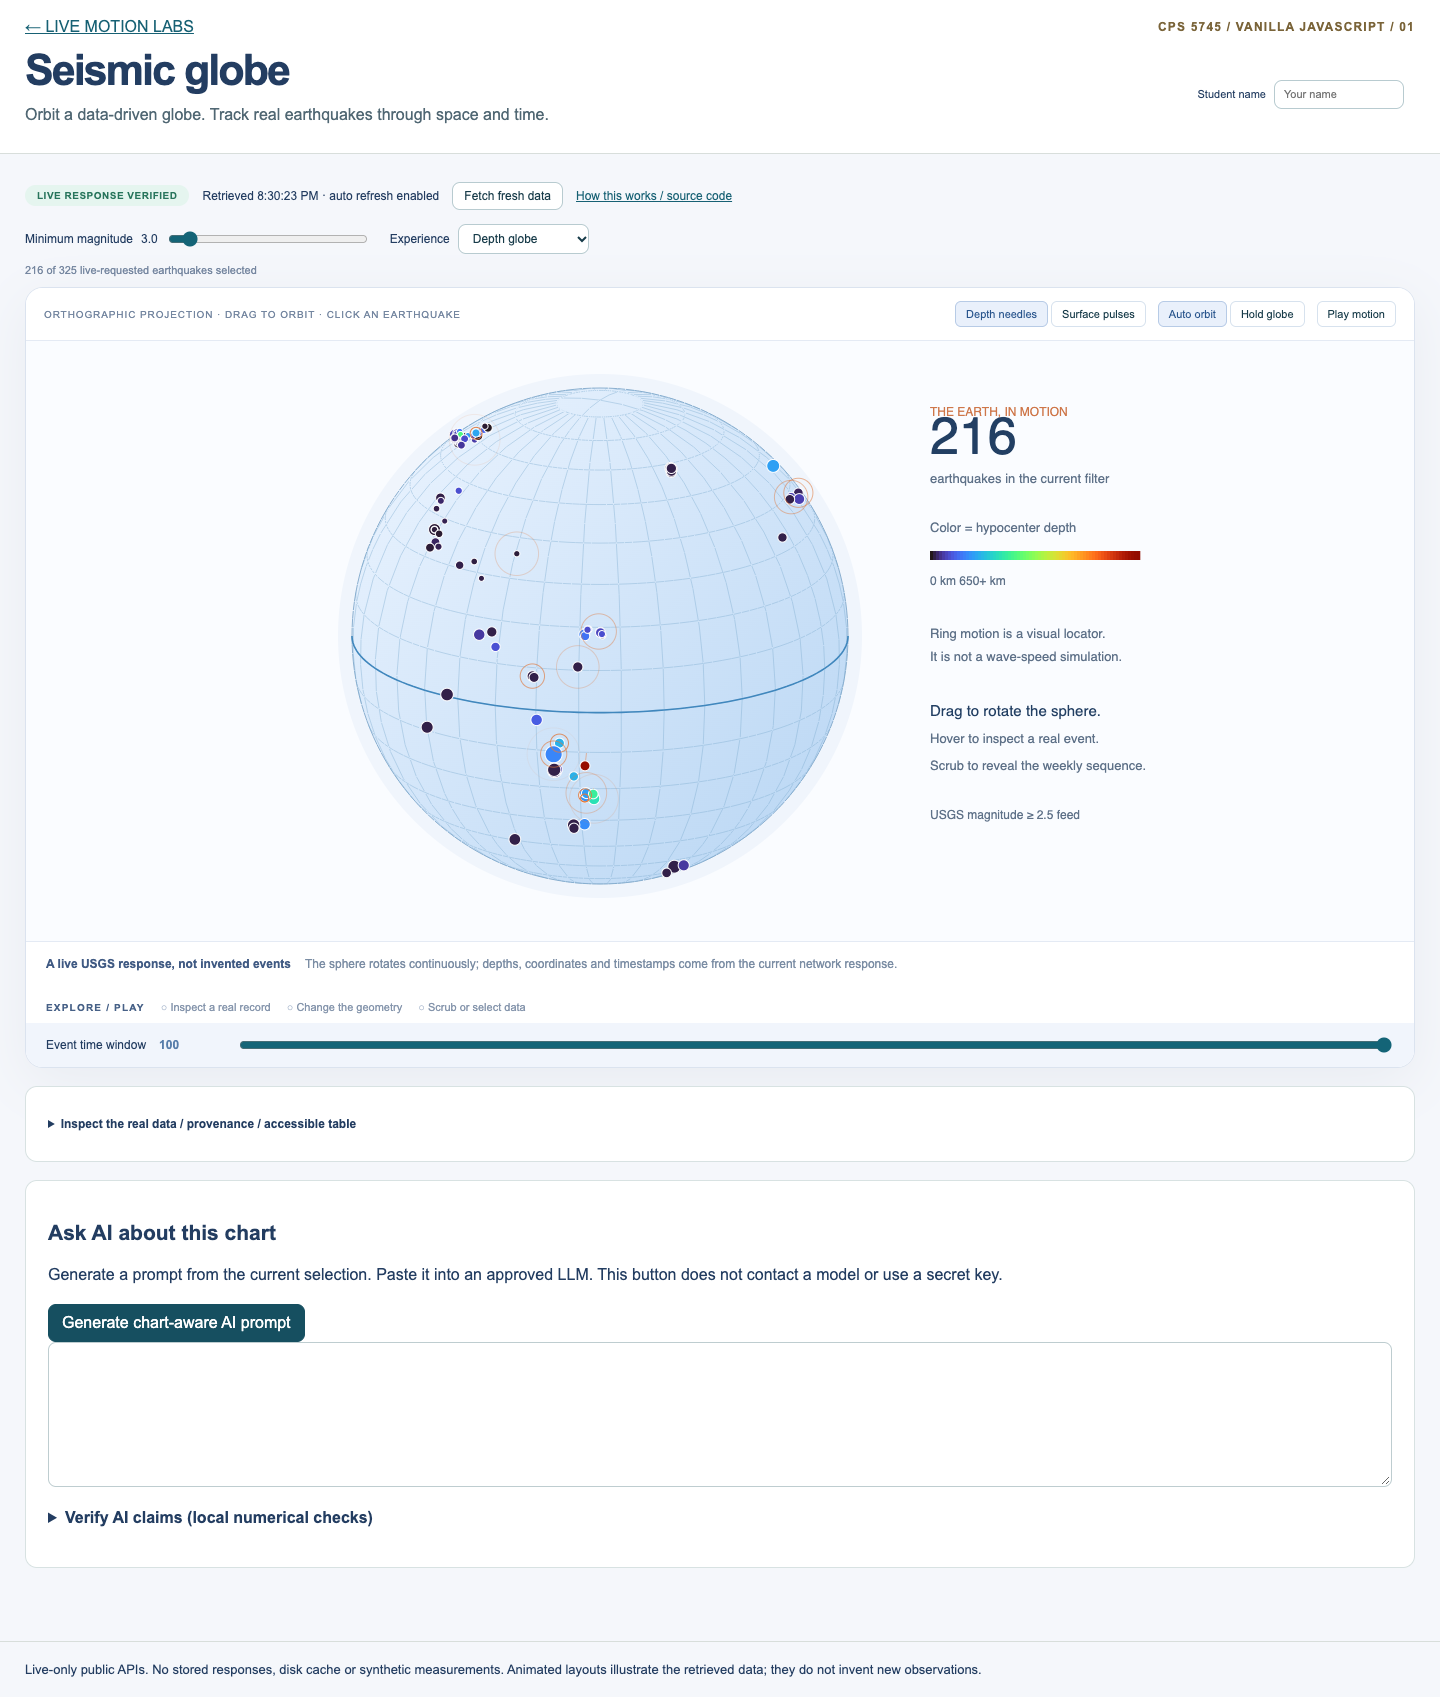 ← LIVE MOTION LABS
CPS 5745 / VANILLA JAVASCRIPT / 01
Seismic globe
Orbit a data-driven globe. Track real earthquakes through space and time.
Student name Your name
LIVE RESPONSE VERIFIED Retrieved 8:30:23 PM · auto refresh enabled Fetch fresh data How this works / source code
Minimum magnitude 3.0 Experience Depth globe
216 of 325 live-requested earthquakes selected
ORTHOGRAPHIC PROJECTION · DRAG TO ORBIT · CLICK AN EARTHQUAKE
Depth needles Surface pulses Auto orbit Hold globe Play motion
THE EARTH, IN MOTION
216
earthquakes in the current filter
Color = hypocenter depth
0 km 650+ km
Ring motion is a visual locator.
It is not a wave-speed simulation.
Drag to rotate the sphere.
Hover to inspect a real event.
Scrub to reveal the weekly sequence.
USGS magnitude ≥ 2.5 feed
A live USGS response, not invented events The sphere rotates continuously; depths, coordinates and timestamps come from the current network response.
EXPLORE / PLAY ○ Inspect a real record ○ Change the geometry ○ Scrub or select data
Event time window 100
▶ Inspect the real data / provenance / accessible table
Ask AI about this chart
Generate a prompt from the current selection. Paste it into an approved LLM. This button does not contact a model or use a secret key.
Generate chart-aware AI prompt
▶ Verify AI claims (local numerical checks)
Live-only public APIs. No stored responses, disk cache or synthetic measurements. Animated layouts illustrate the retrieved data; they do not invent new observations.